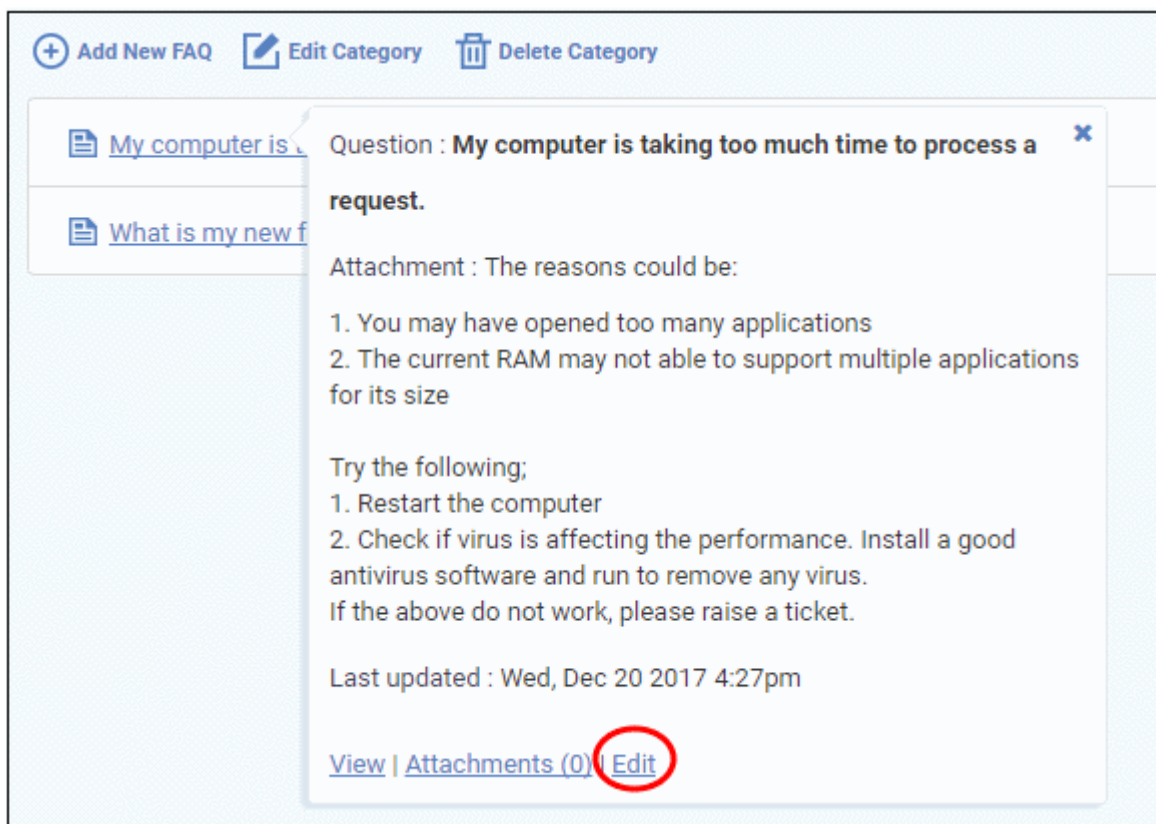 Add New FAQ Edit Category Delete Category
My computer is
Question : My computer is taking too much time to process a
request.
What is my new f
Attachment : The reasons could be:
1. You may have opened too many applications
2. The current RAM may not able to support multiple applications
for its size
Try the following;
1. Restart the computer
2. Check if virus is affecting the performance. Install a good
antivirus software and run to remove any virus.
If the above do not work, please raise a ticket.
Last updated : Wed, Dec 20 2017 4:27pm
View | Attachments (0) | Edit